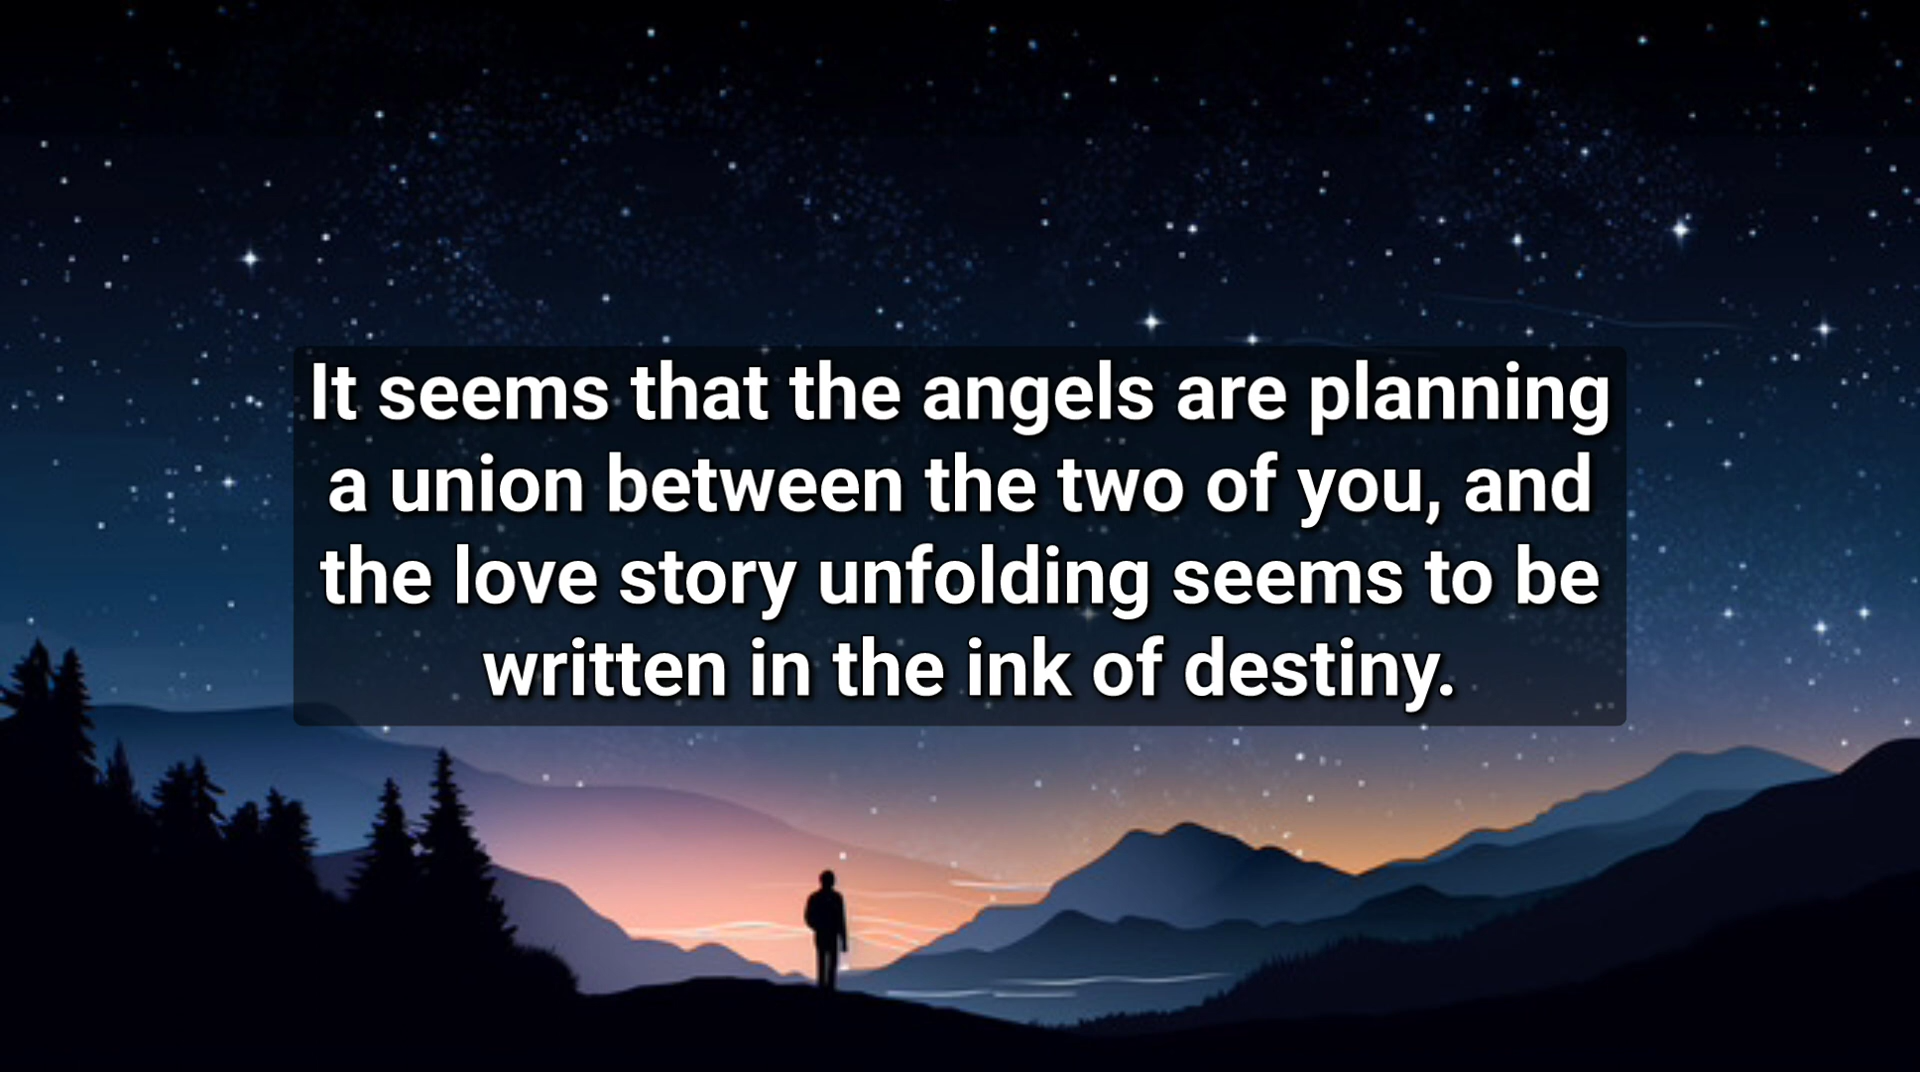 It seems that the angels are planning
a union between the two of you, and
the love story unfolding seems to be
written in the ink of destiny.